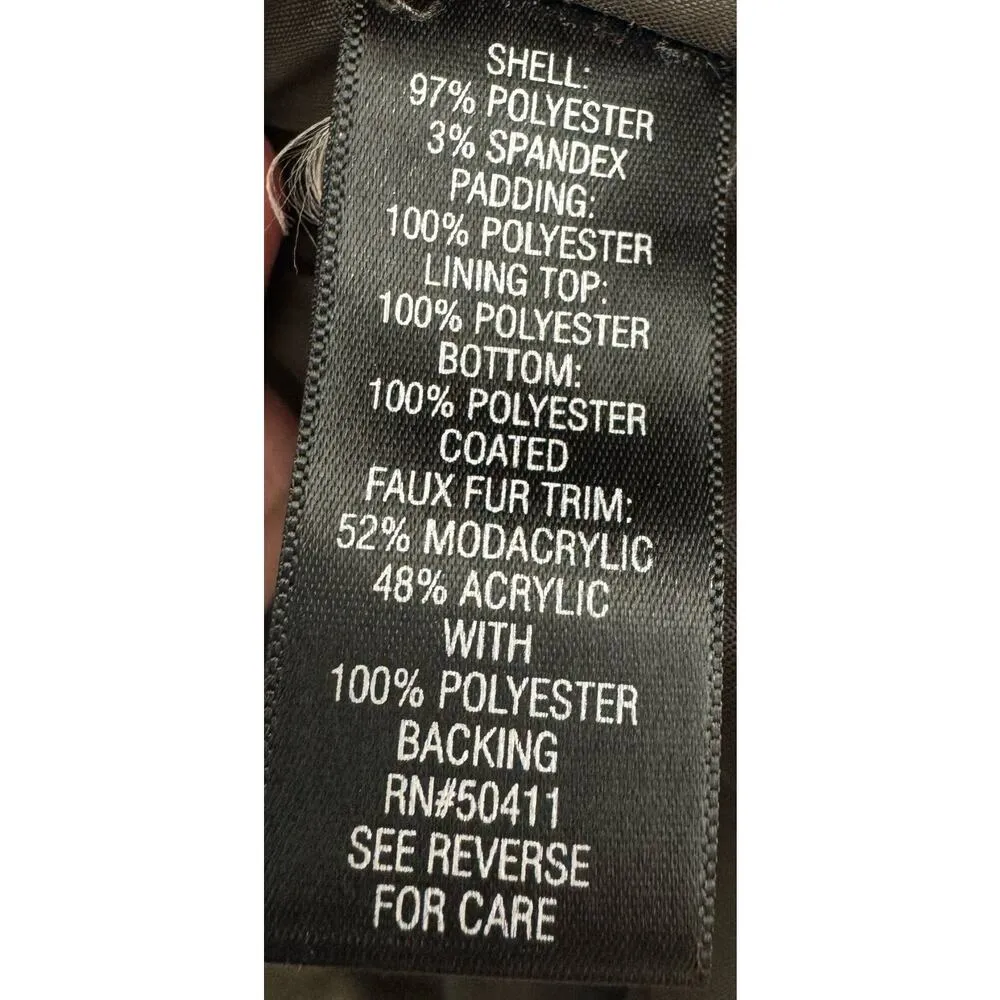 SHELL:
97% POLYESTER
3% SPANDEX
PADDING:
100% POLYESTER
LINING TOP:
100% POLYESTER
BOTTOM:
100% POLYESTER
COATED
FAUX FUR TRIM:
52% MODACRYLIC
48% ACRYLIC
WITH
100% POLYESTER
BACKING
RN#50411
SEE REVERSE
FOR CARE